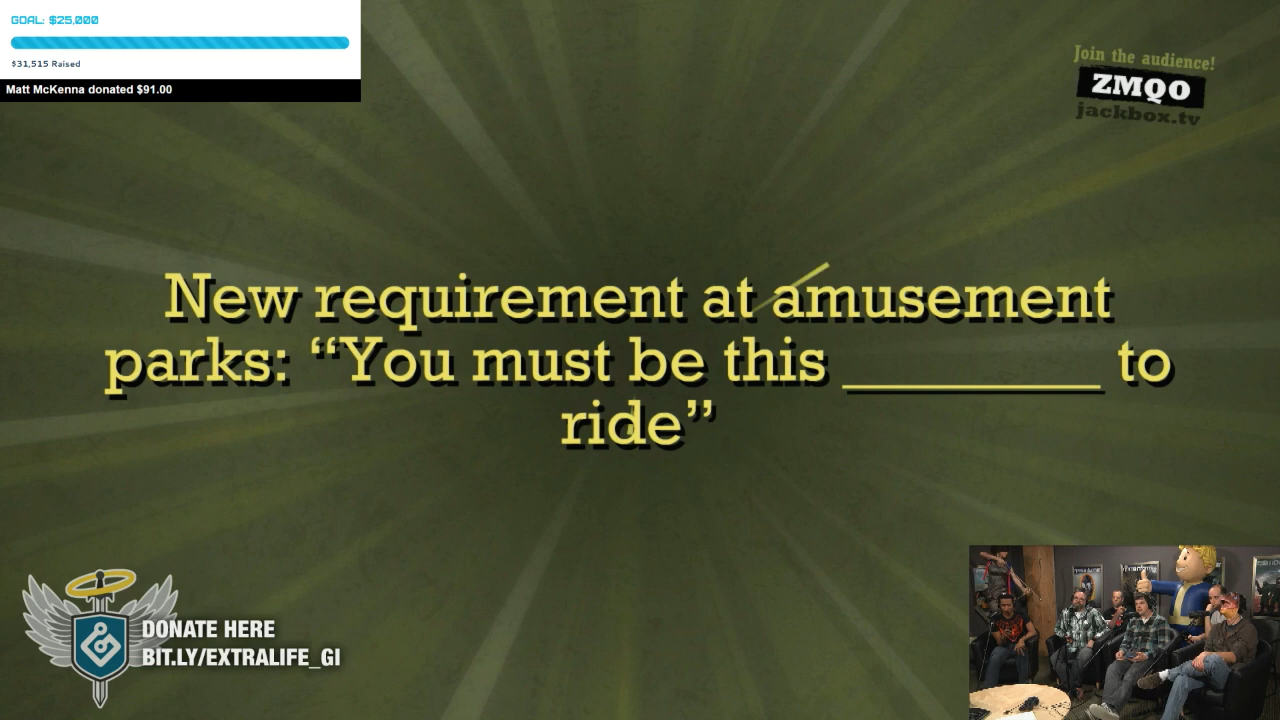 GOAL: $25,000
$31,515 Raised
Matt McKenna donated $91.00
Join the audience!
ZMQO
jackbox.tv
New requirement at amusement
parks: “You must be this ________ to
ride”
DONATE HERE
BIT.LY/EXTRALIFE_GI